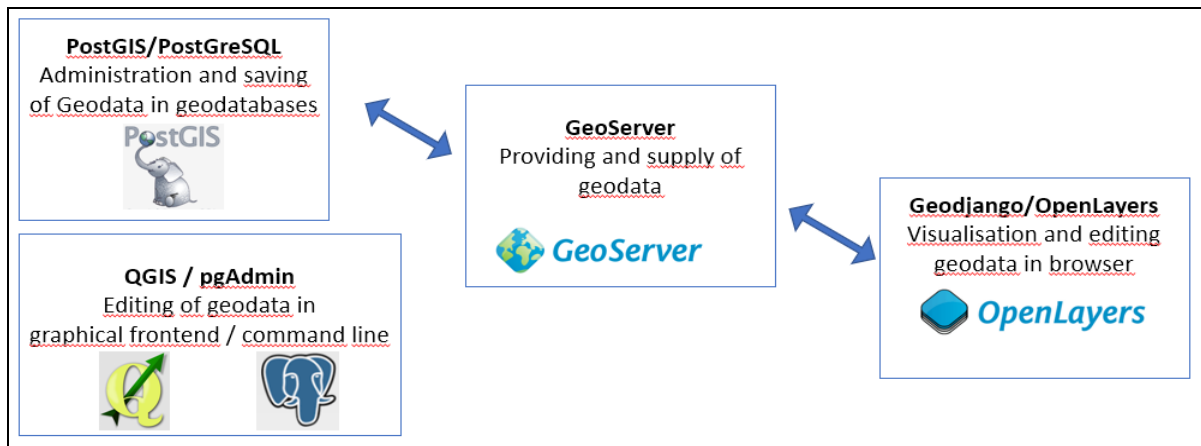 PostGIS/PostGreSQL
Administration and saving
of Geodata in geodatabases
PostGIS
QGIS / pgAdmin
Editing of geodata in
graphical frontend / command line
GeoServer
Providing and supply of
geodata
GeoServer
Geodjango/OpenLayers
Visualisation and editing
geodata in browser
OpenLayers